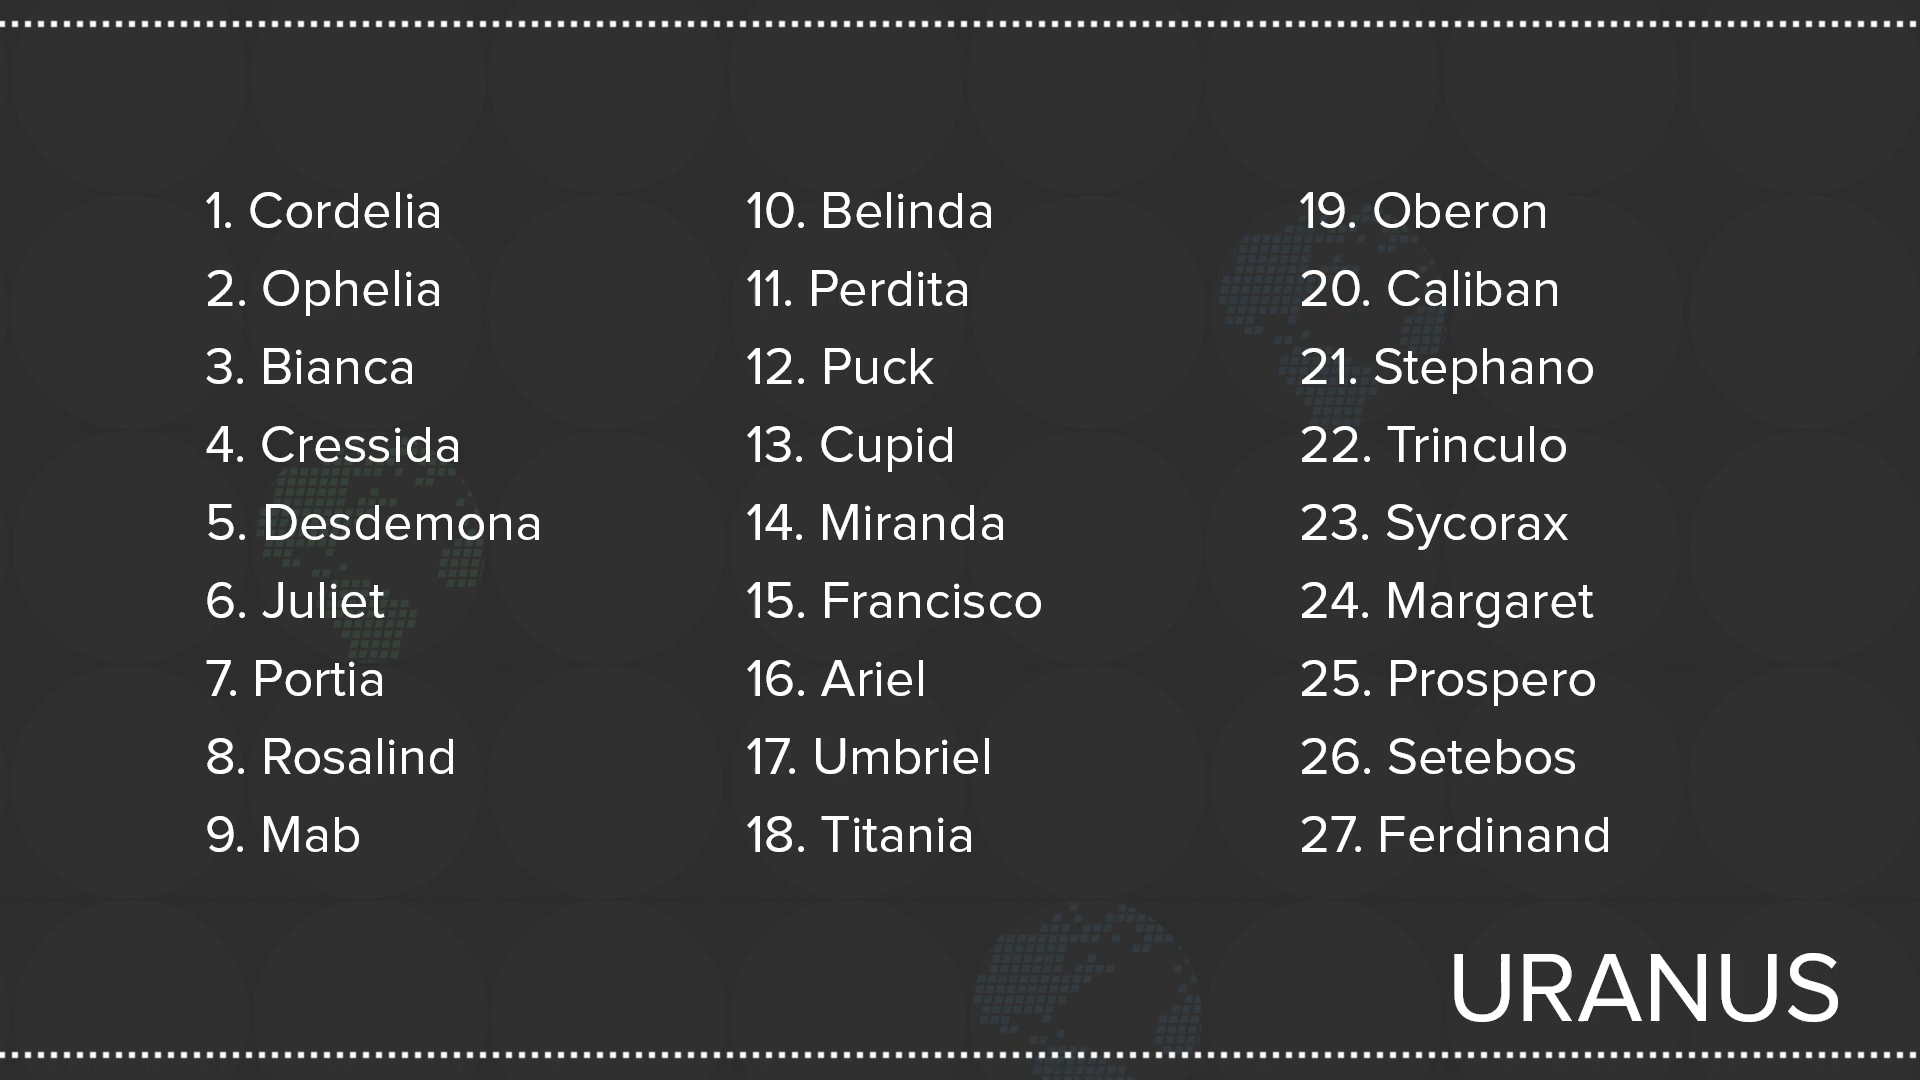 1. Cordelia
2. Ophelia
3. Bianca
4. Cressida
5. Desdemona
6. Juliet
7. Portia
8. Rosalind
9. Mab
10. Belinda
11. Perdita
12. Puck
13. Cupid
14. Miranda
15. Francisco
16. Ariel
17. Umbriel
18. Titania
19. Oberon
20. Caliban
21. Stephano
22. Trinculo
23. Sycorax
24. Margaret
25. Prospero
26. Setebos
27. Ferdinand
URANUS